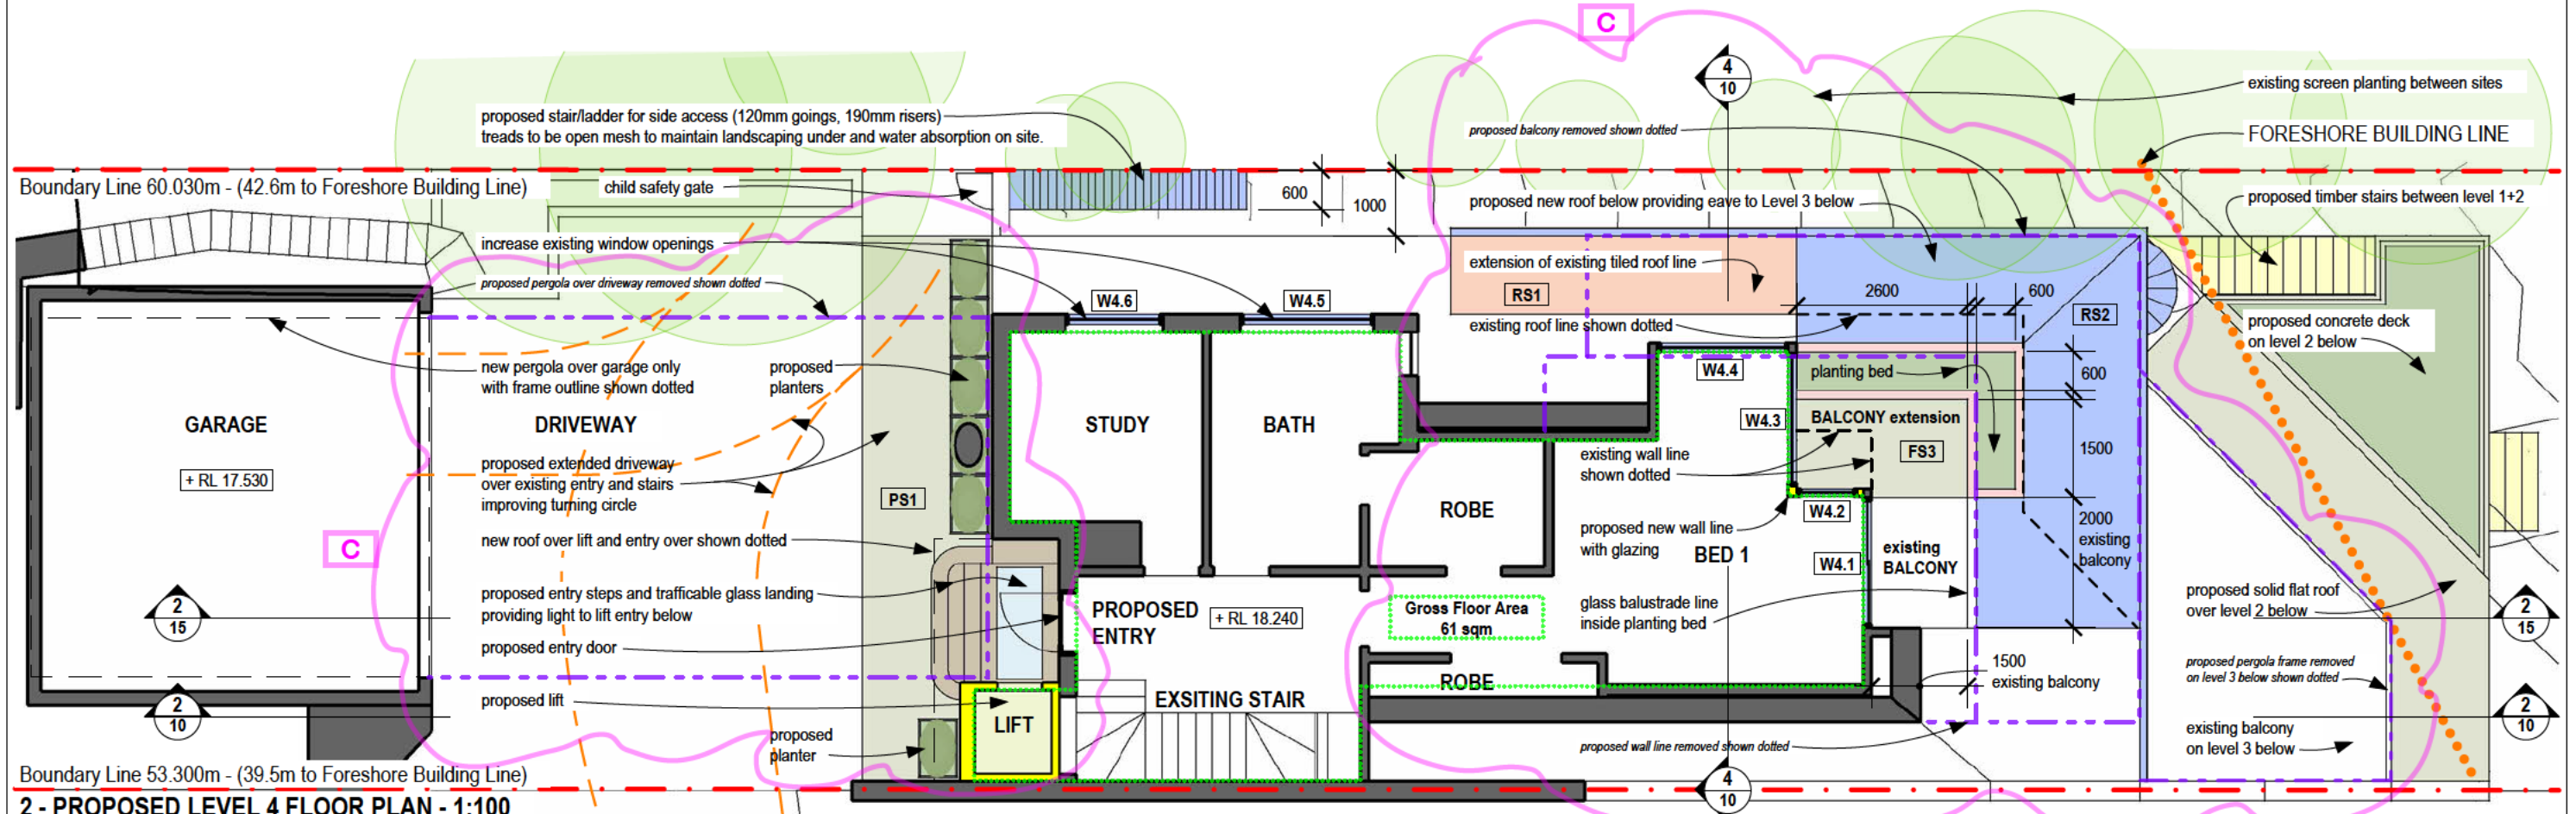 C
4
10
existing screen planting between sites
proposed stair/ladder for side access (120mm goings, 190mm risers)
treads to be open mesh to maintain landscaping under and water absorption on site.
proposed balcony removed shown dotted
FORESHORE BUILDING LINE
Boundary Line 60.030m - (42.6m to Foreshore Building Line)
child safety gate
600
1000
proposed new roof below providing eave to Level 3 below
proposed timber stairs between level 1+2
increase existing window openings
proposed pergola over driveway removed shown dotted
extension of existing tiled roof line
RS1
W4.6
W4.5
2600
600
RS2
existing roof line shown dotted
proposed concrete deck
on level 2 below
new pergola over garage only
with frame outline shown dotted
proposed
planters
W4.4
planting bed
600
GARAGE
DRIVEWAY
STUDY
BATH
W4.3
BALCONY extension
FS3
1500
existing wall line
shown dotted
+ RL 17.530
proposed extended driveway
over existing entry and stairs
improving turning circle
PS1
ROBE
W4.2
proposed new wall line
with glazing
BED 1
2000
existing
balcony
C
new roof over lift and entry over shown dotted
existing
BALCONY
W4.1
proposed entry steps and trafficable glass landing
providing light to lift entry below
2
15
PROPOSED
ENTRY
+ RL 18.240
Gross Floor Area
61 sqm
glass balustrade line
inside planting bed
proposed solid flat roof
over level 2 below
2
15
proposed entry door
1500
existing balcony
proposed pergola frame removed
on level 3 below shown dotted
ROBE
proposed lift
EXSITING STAIR
2
10
LIFT
2
10
proposed
planter
proposed wall line removed shown dotted
existing balcony
on level 3 below
Boundary Line 53.300m - (39.5m to Foreshore Building Line)
4
10
2 - PROPOSED LEVEL 4 FLOOR PLAN - 1:100